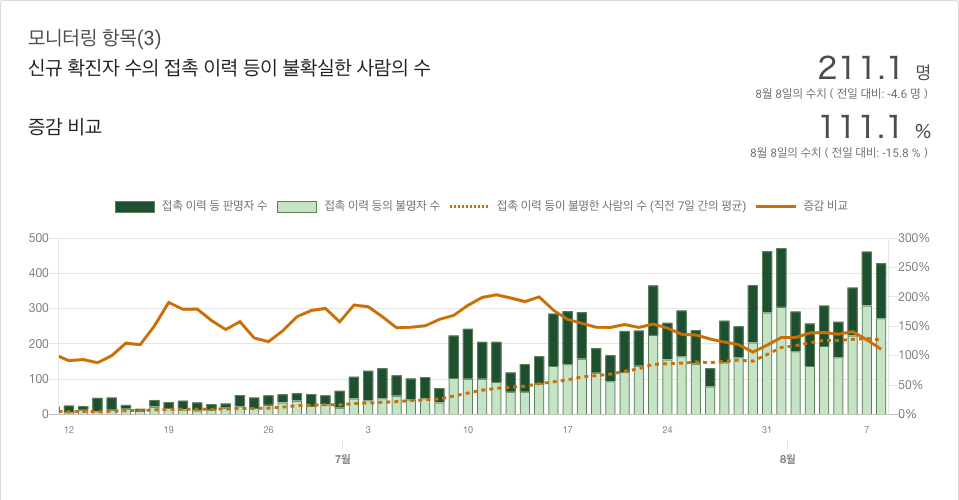 모니터링 항목(3)
신규 확진자 수의 접촉 이력 등이 불확실한 사람의 수
211.1 명
8월 8일의 수치 ( 전일 대비: -4.6 명 )
증감 비교
111.1 %
8월 8일의 수치 ( 전일 대비: -15.8 % )
접촉 이력 등 판명자 수 접촉 이력 등의 불명자 수 접촉 이력 등이 불명한 사람의 수 (직전 7일 간의 평균) 증감 비교
500 300%
250%
400
200%
300
150%
200
100%
100
50%
0 0%
12 19 26 3 10 17 24 31 7
7월 8월